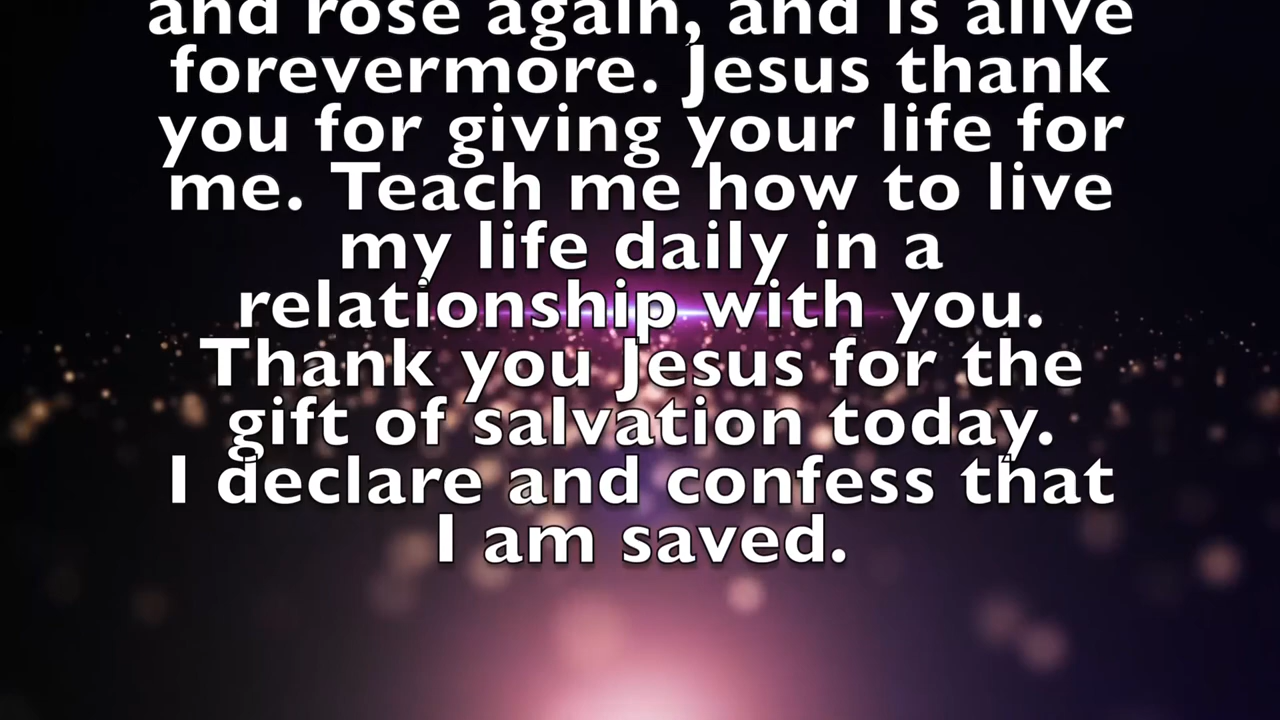 and rose again, and is alive
forevermore. Jesus thank
you for giving your life for
me. Teach me how to live
my life daily in a
relationship with you.
Thank you Jesus for the
gift of salvation today.
I declare and confess that
I am saved.